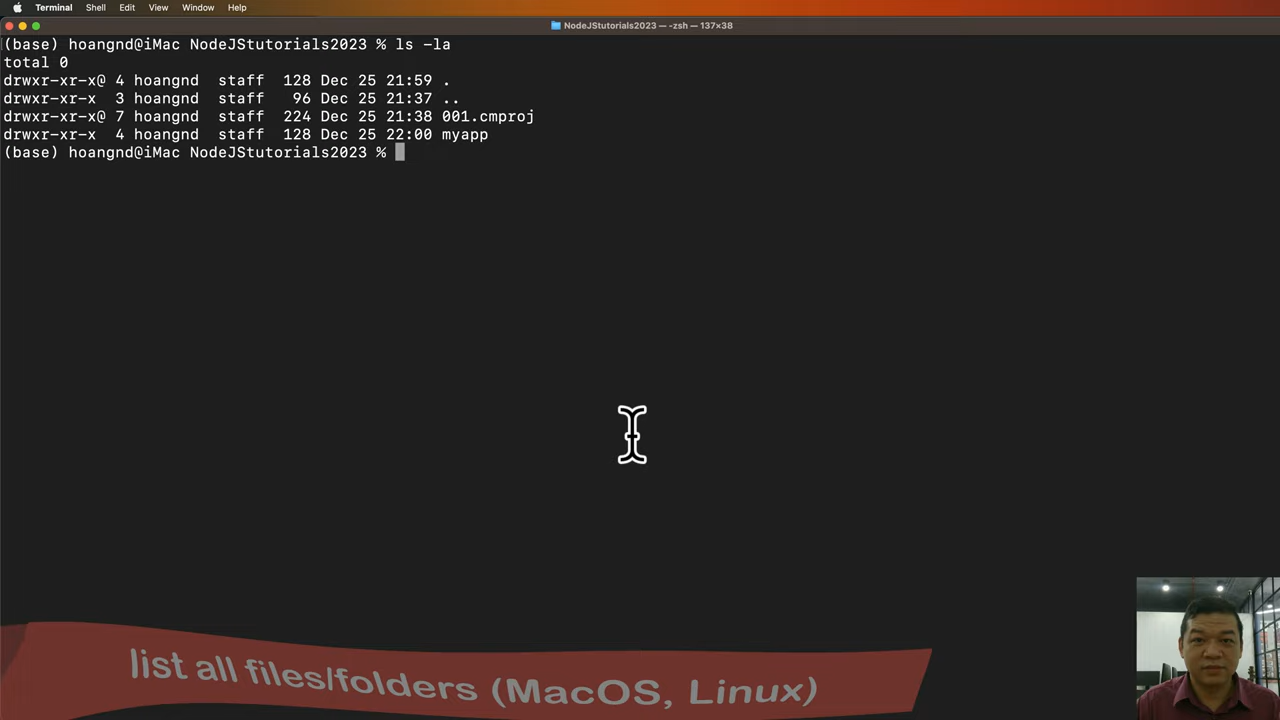 Terminal Shell Edit View Window Help
NodeJStutorials2023 — -zsh — 137×38
(base) hoangnd@iMac NodeJStutorials2023 % ls -la
total 0
drwxr-xr-x@ 4 hoangnd  staff  128 Dec 25 21:59 .
drwxr-xr-x  3 hoangnd  staff   96 Dec 25 21:37 ..
drwxr-xr-x@ 7 hoangnd  staff  224 Dec 25 21:38 001.cmproj
drwxr-xr-x  4 hoangnd  staff  128 Dec 25 22:00 myapp
(base) hoangnd@iMac NodeJStutorials2023 %
list all files/folders (MacOS, Linux)